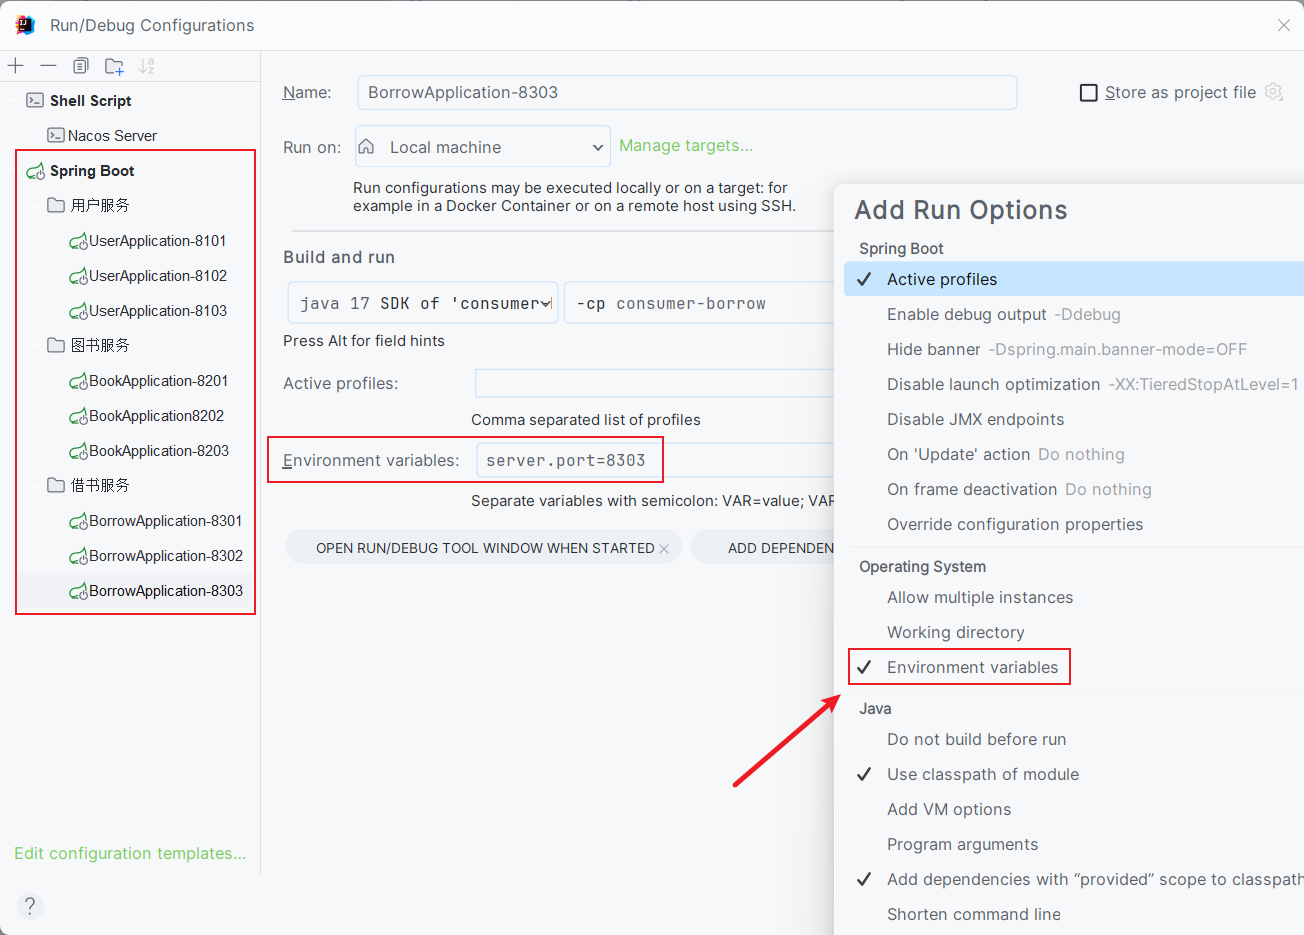 Run/Debug Configurations
Shell Script
Nacos Server
Spring Boot
用户服务
UserApplication-8101
UserApplication-8102
UserApplication-8103
图书服务
BookApplication-8201
BookApplication8202
BookApplication-8203
借书服务
BorrowApplication-8301
BorrowApplication-8302
BorrowApplication-8303
Edit configuration templates...
?
Name: BorrowApplication-8303
Store as project file
Run on: Local machine Manage targets...
Run configurations may be executed locally or on a target: for
example in a Docker Container or on a remote host using SSH.
Build and run
java 17 SDK of 'consumer -cp consumer-borrow
Press Alt for field hints
Active profiles:
Comma separated list of profiles
Environment variables: server.port=8303
Separate variables with semicolon: VAR=value; VAR
OPEN RUN/DEBUG TOOL WINDOW WHEN STARTED × ADD DEPENDEN
Add Run Options
Spring Boot
Active profiles
Enable debug output -Ddebug
Hide banner -Dspring.main.banner-mode=OFF
Disable launch optimization -XX:TieredStopAtLevel=1
Disable JMX endpoints
On 'Update' action Do nothing
On frame deactivation Do nothing
Override configuration properties
Operating System
Allow multiple instances
Working directory
Environment variables
Java
Do not build before run
Use classpath of module
Add VM options
Program arguments
Add dependencies with “provided” scope to classpath
Shorten command line